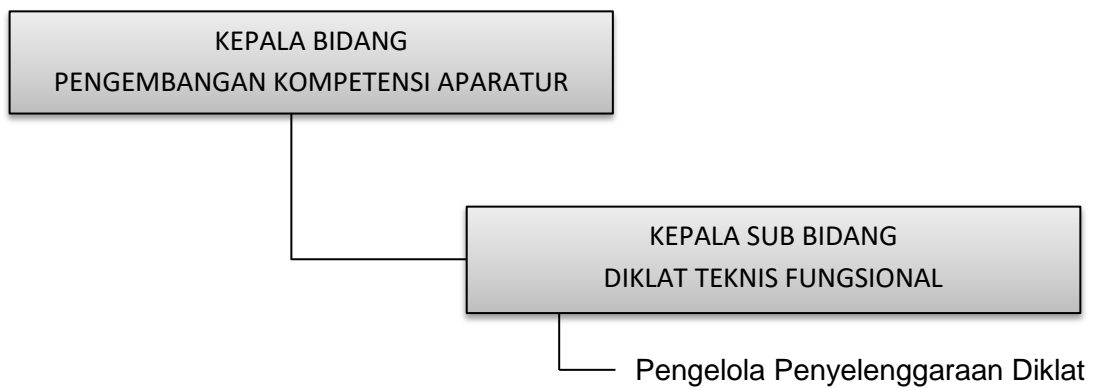 KEPALA BIDANG
PENGEMBANGAN KOMPETENSI APARATUR
KEPALA SUB BIDANG
DIKLAT TEKNIS FUNGSIONAL
Pengelola Penyelenggaraan Diklat